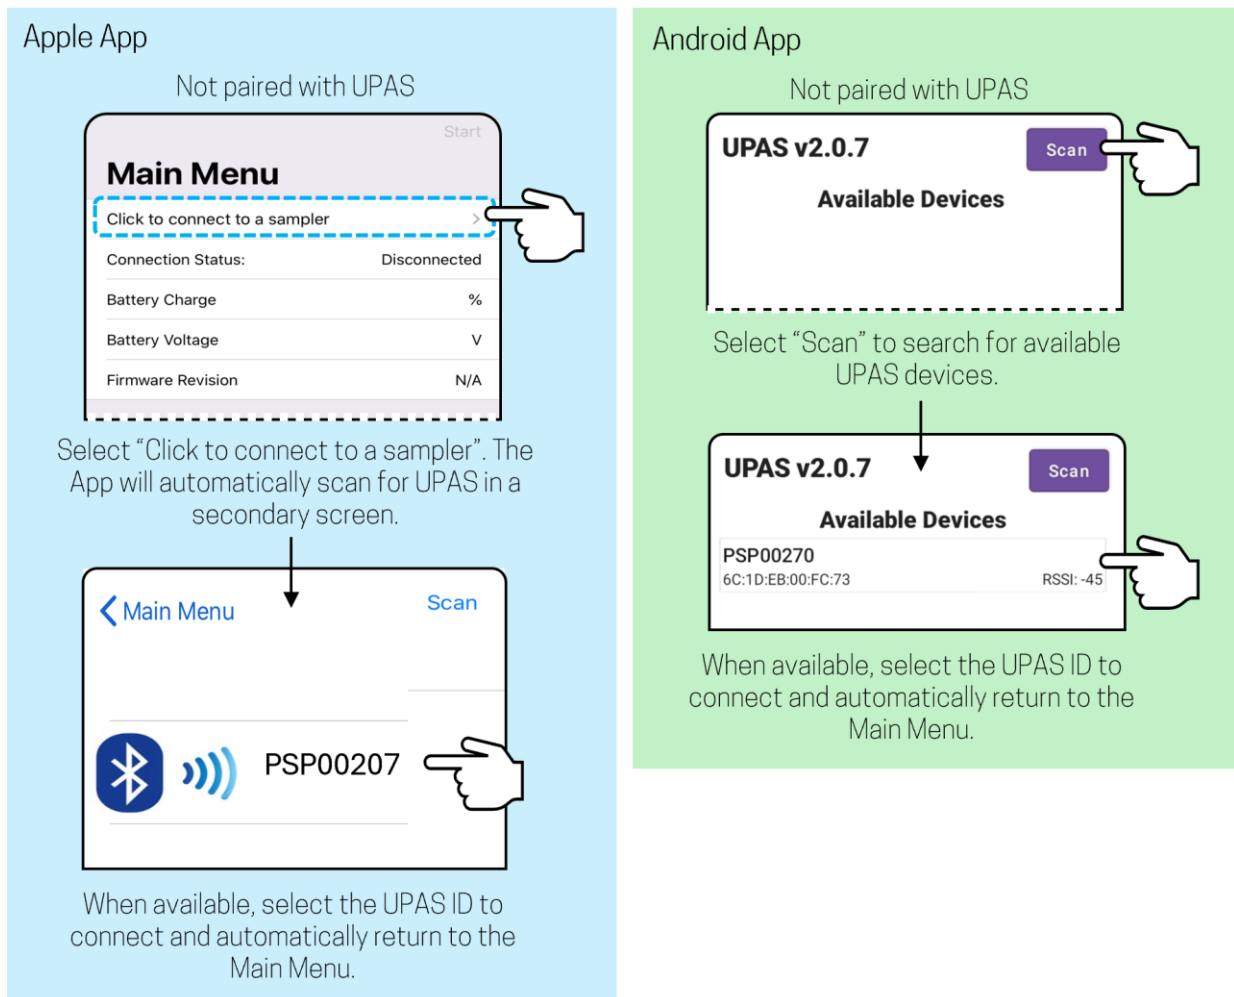 Apple App
Not paired with UPAS
Start
Main Menu
Click to connect to a sampler >
Connection Status: Disconnected
Battery Charge %
Battery Voltage V
Firmware Revision N/A
Select “Click to connect to a sampler”. The
App will automatically scan for UPAS in a
secondary screen.
Main Menu Scan
PSP00207
When available, select the UPAS ID to
connect and automatically return to the
Main Menu.
Android App
Not paired with UPAS
UPAS v2.0.7 Scan
Available Devices
Select “Scan” to search for available
UPAS devices.
UPAS v2.0.7 Scan
Available Devices
PSP00270
6C:1D:EB:00:FC:73 RSSI: -45
When available, select the UPAS ID to
connect and automatically return to the
Main Menu.